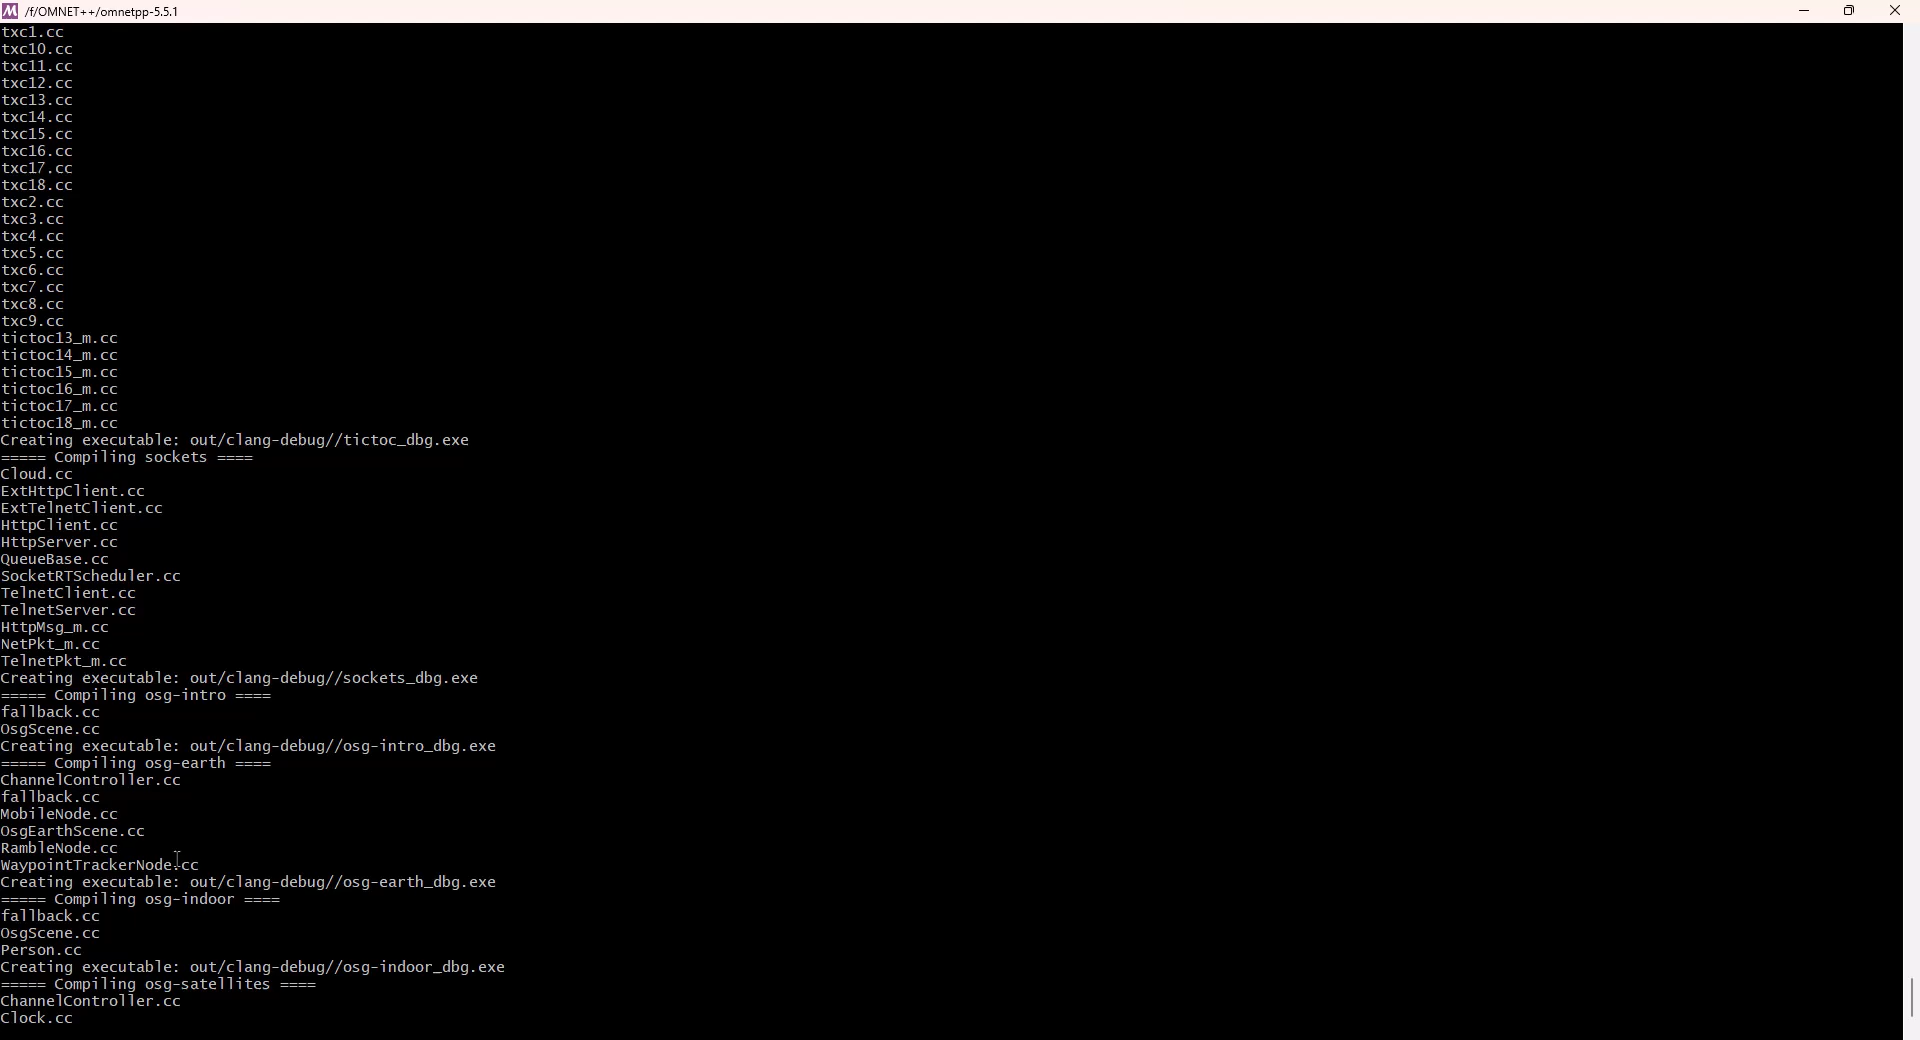 /f/OMNET++/omnetpp-5.5.1
txc1.cc
txc10.cc
txc11.cc
txc12.cc
txc13.cc
txc14.cc
txc15.cc
txc16.cc
txc17.cc
txc18.cc
txc2.cc
txc3.cc
txc4.cc
txc5.cc
txc6.cc
txc7.cc
txc8.cc
txc9.cc
tictoc13_m.cc
tictoc14_m.cc
tictoc15_m.cc
tictoc16_m.cc
tictoc17_m.cc
tictoc18_m.cc
Creating executable: out/clang-debug//tictoc_dbg.exe
===== Compiling sockets ====
Cloud.cc
ExtHttpClient.cc
ExtTelnetClient.cc
HttpClient.cc
HttpServer.cc
QueueBase.cc
SocketRTScheduler.cc
TelnetClient.cc
TelnetServer.cc
HttpMsg_m.cc
NetPkt_m.cc
TelnetPkt_m.cc
Creating executable: out/clang-debug//sockets_dbg.exe
===== Compiling osg-intro ====
fallback.cc
OsgScene.cc
Creating executable: out/clang-debug//osg-intro_dbg.exe
===== Compiling osg-earth ====
ChannelController.cc
fallback.cc
MobileNode.cc
OsgEarthScene.cc
RambleNode.cc
WaypointTrackerNode.cc
Creating executable: out/clang-debug//osg-earth_dbg.exe
===== Compiling osg-indoor ====
fallback.cc
OsgScene.cc
Person.cc
Creating executable: out/clang-debug//osg-indoor_dbg.exe
===== Compiling osg-satellites ====
ChannelController.cc
Clock.cc